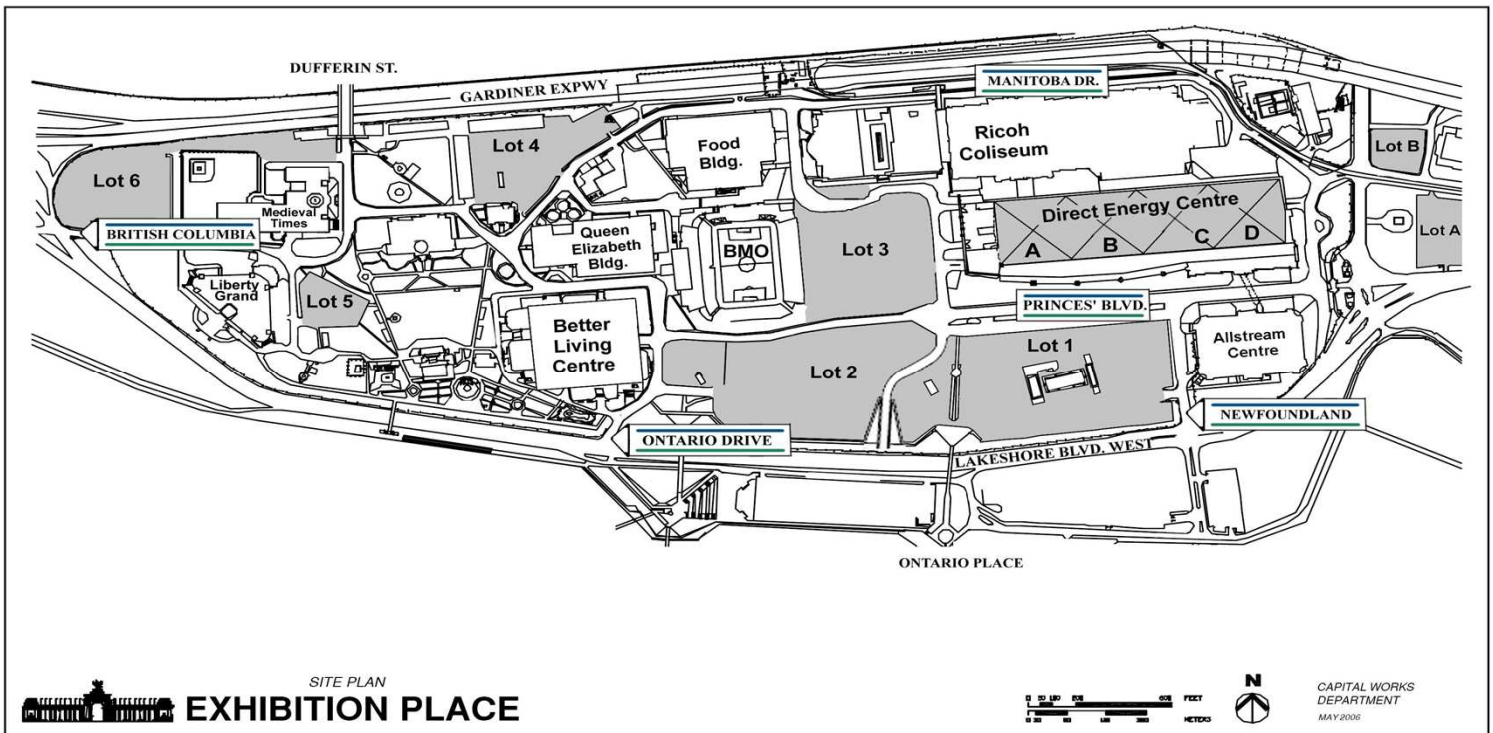 DUFFERIN ST.
GARDINER EXPWY
MANITOBA DR.
Lot 6
Lot 4
Food
Bldg.
Ricoh
Coliseum
Lot B
Medieval
Times
BRITISH COLUMBIA
Queen
Elizabeth
Bldg.
BMO
Lot 3
Direct Energy Centre
A
B
C
D
Lot A
Liberty
Grand
Lot 5
PRINCES' BLVD.
Better
Living
Centre
Lot 2
Lot 1
Allstream
Centre
NEWFOUNDLAND
ONTARIO DRIVE
LAKESHORE BLVD. WEST
ONTARIO PLACE
SITE PLAN
EXHIBITION PLACE
FEET
METERS
N
CAPITAL WORKS
DEPARTMENT
MAY 2006